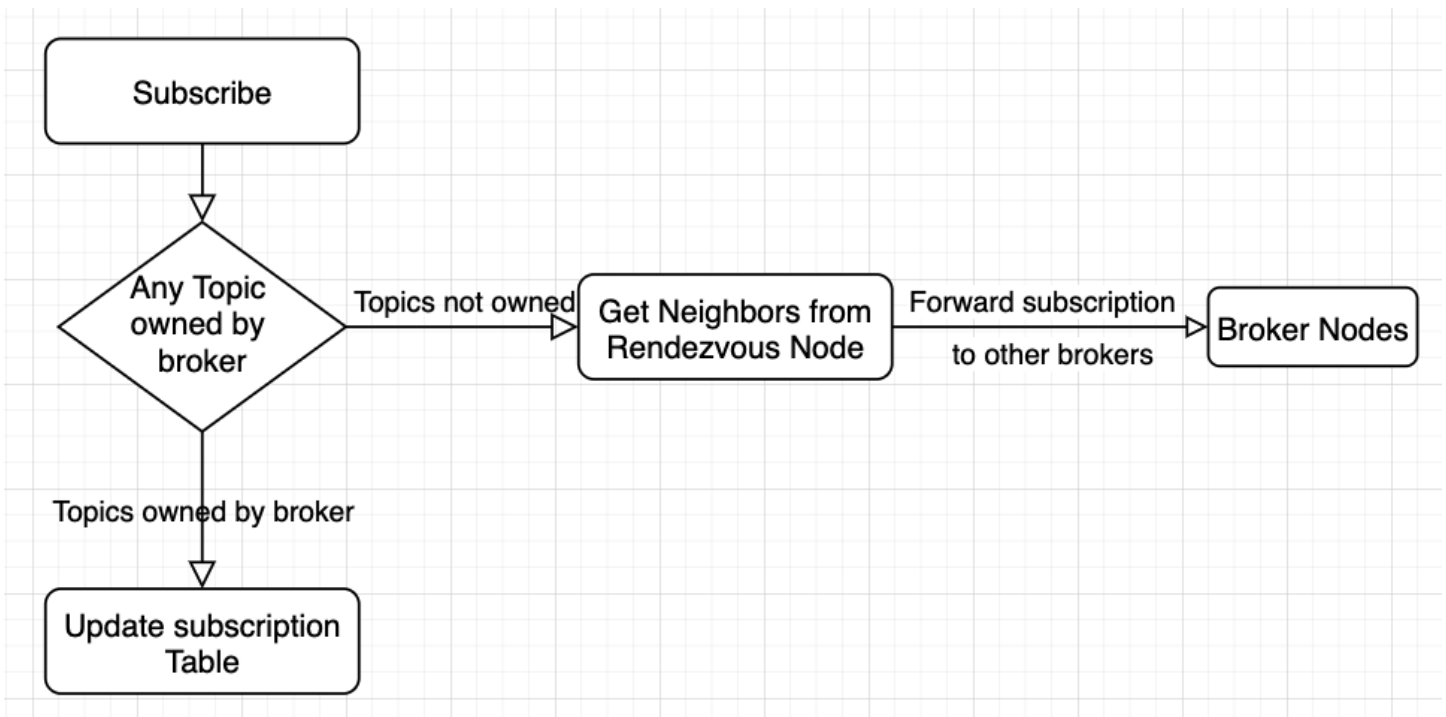 Subscribe
Any Topic
owned by
broker
Topics not owned
Get Neighbors from
Rendezvous Node
Forward subscription
to other brokers
Broker Nodes
Topics owned by broker
Update subscription
Table